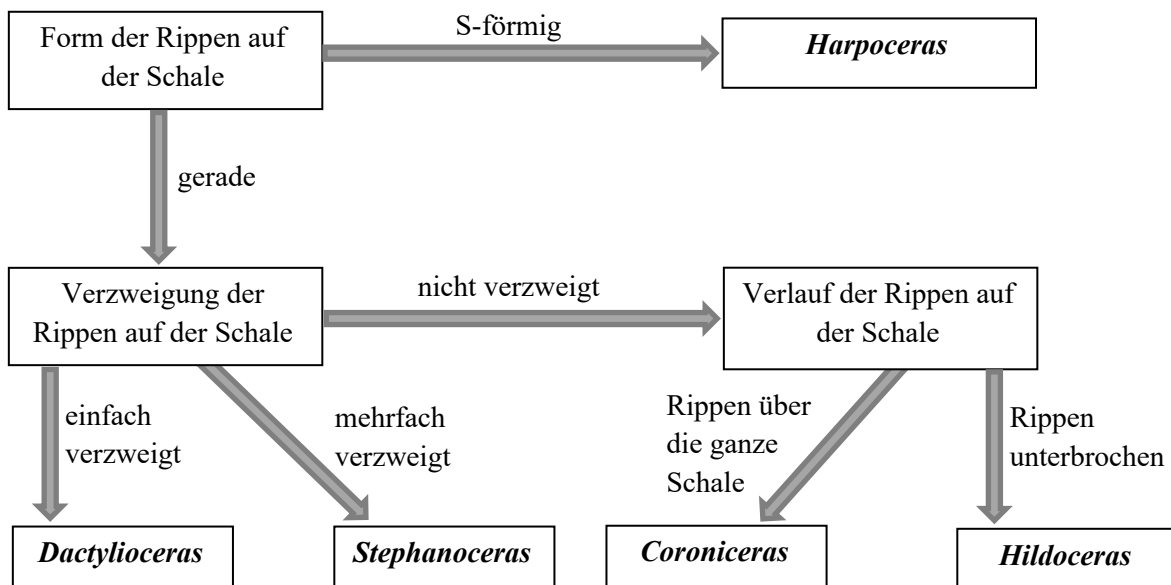 Form der Rippen auf
der Schale
S-förmig
Harpoceras
gerade
Verzweigung der
Rippen auf der Schale
nicht verzweigt
Verlauf der Rippen auf
der Schale
einfach
verzweigt
mehrfach
verzweigt
Rippen über
die ganze
Schale
Rippen
unterbrochen
Dactylioceras
Stephanoceras
Coroniceras
Hildoceras